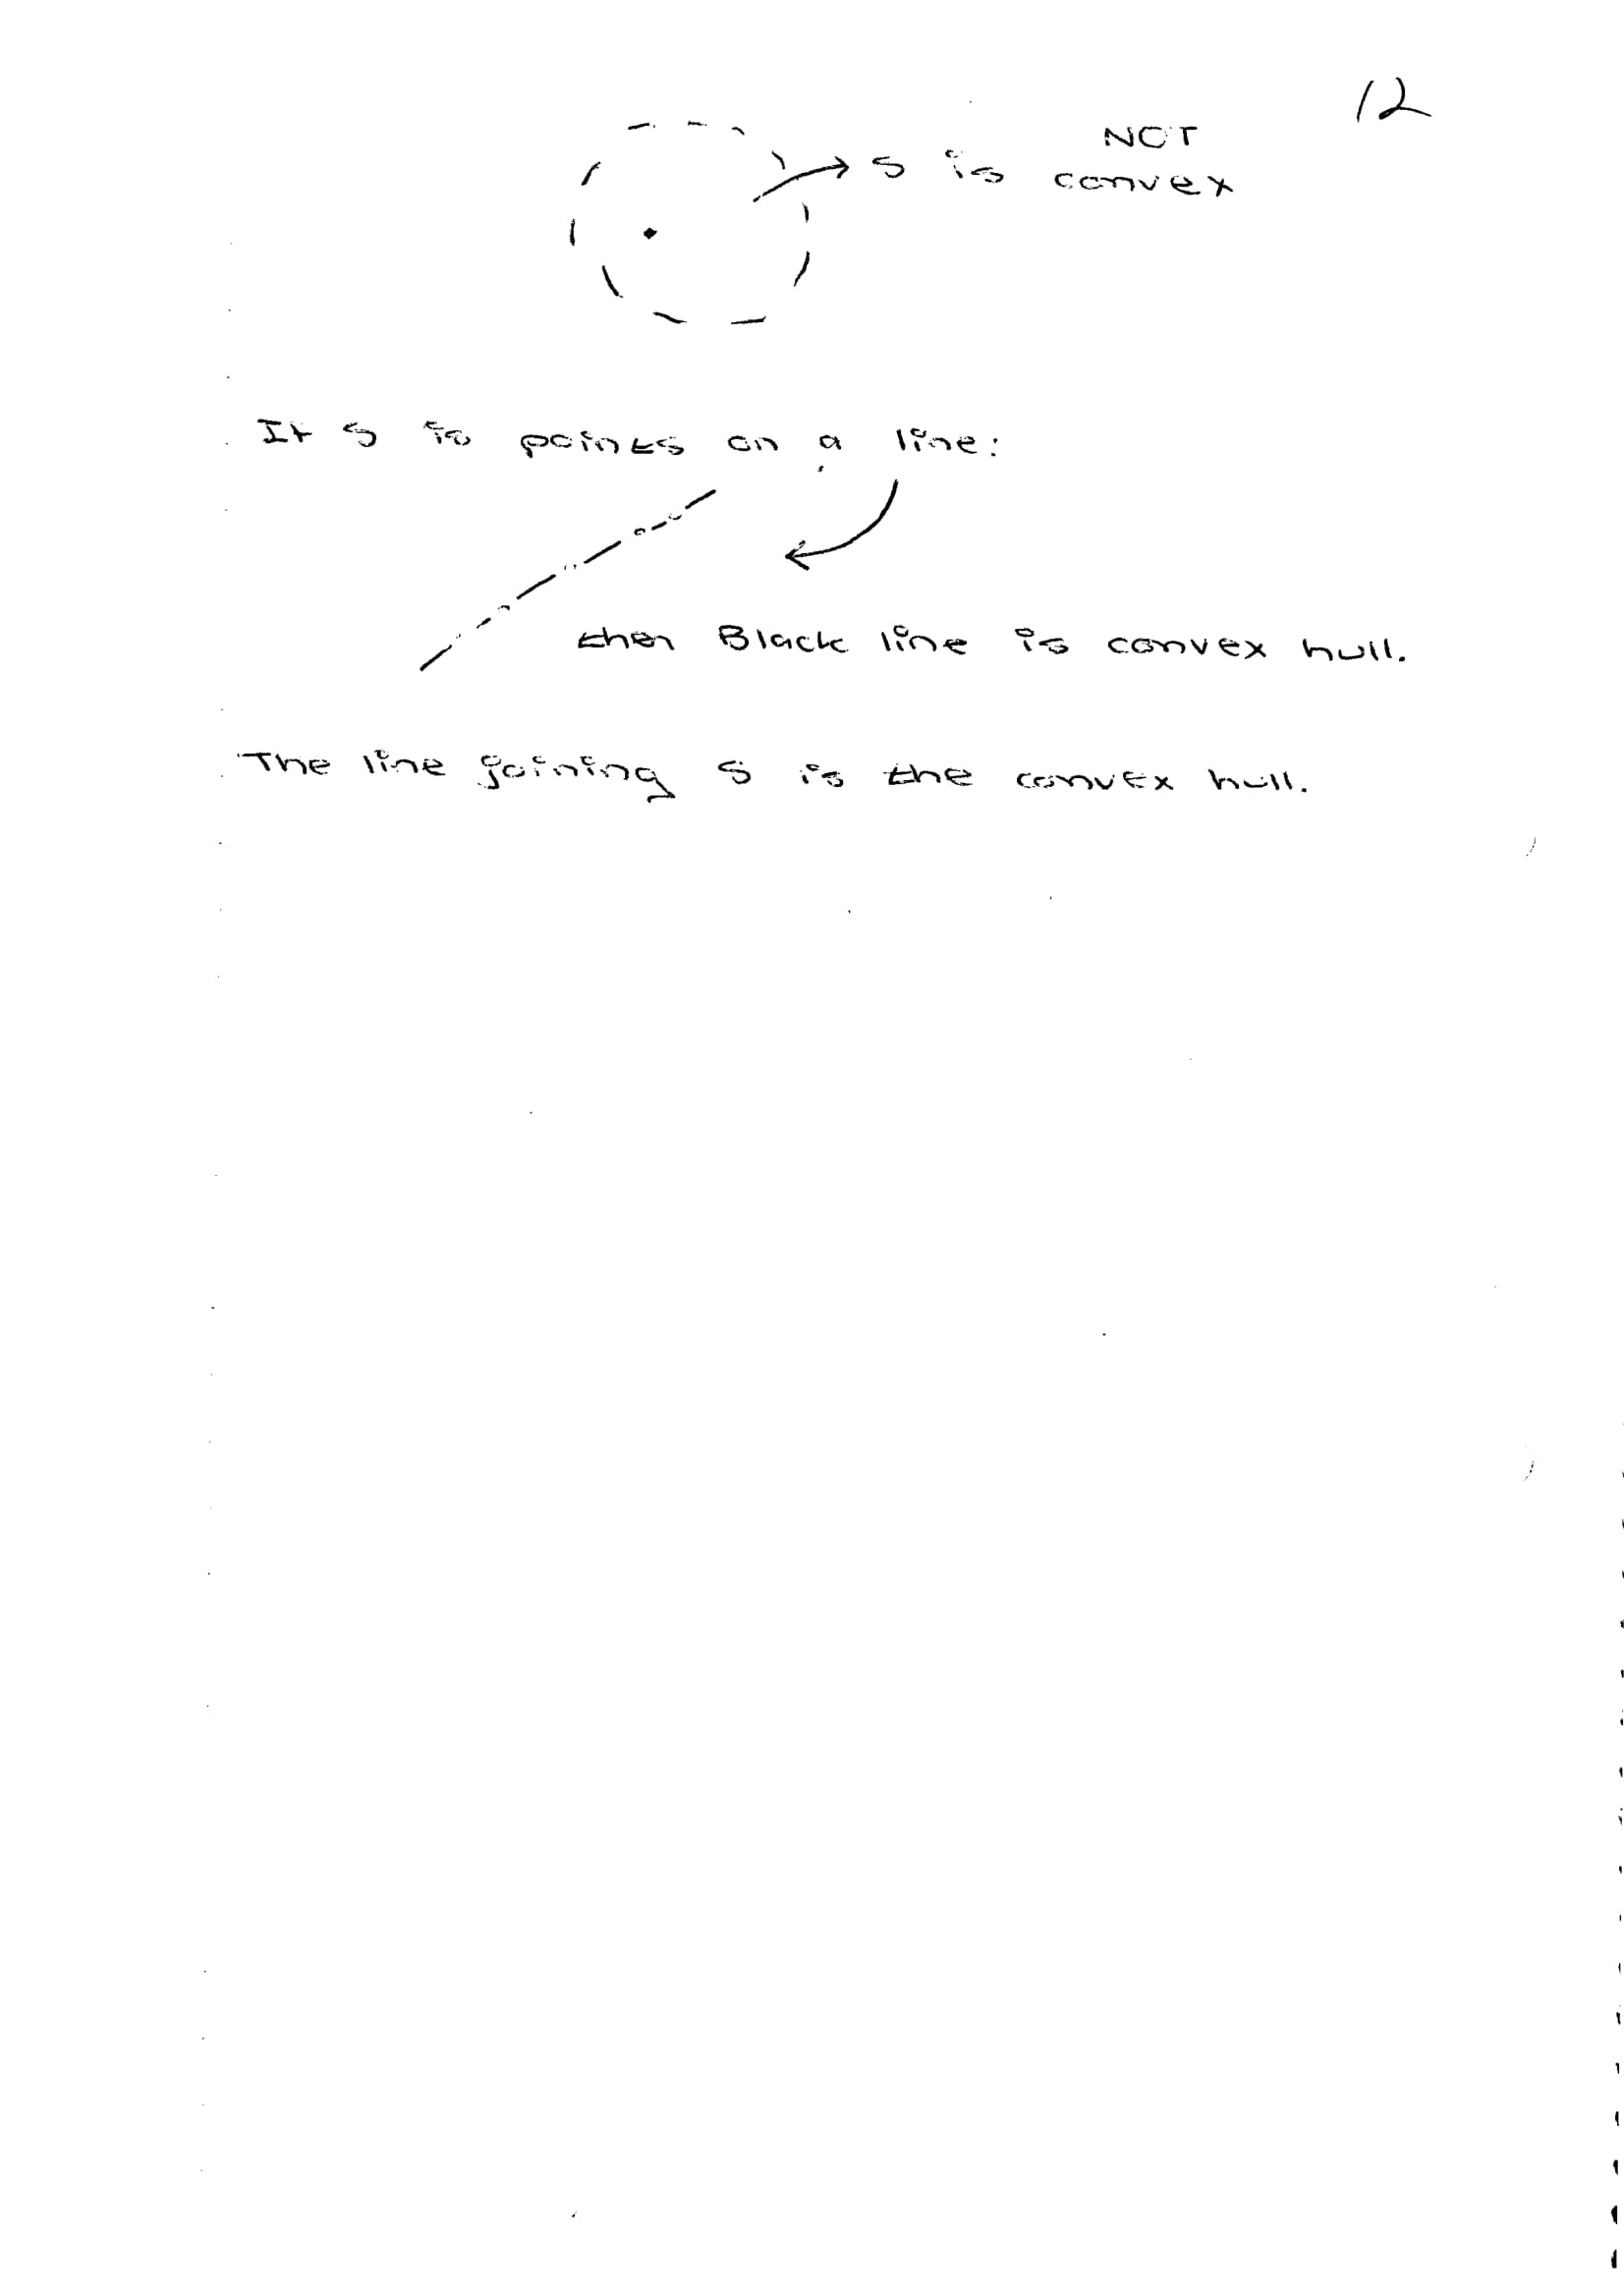 12
NOT
S is convex
If S is points on a line:
then Black line is convex hull.
The line joining S is the convex hull.